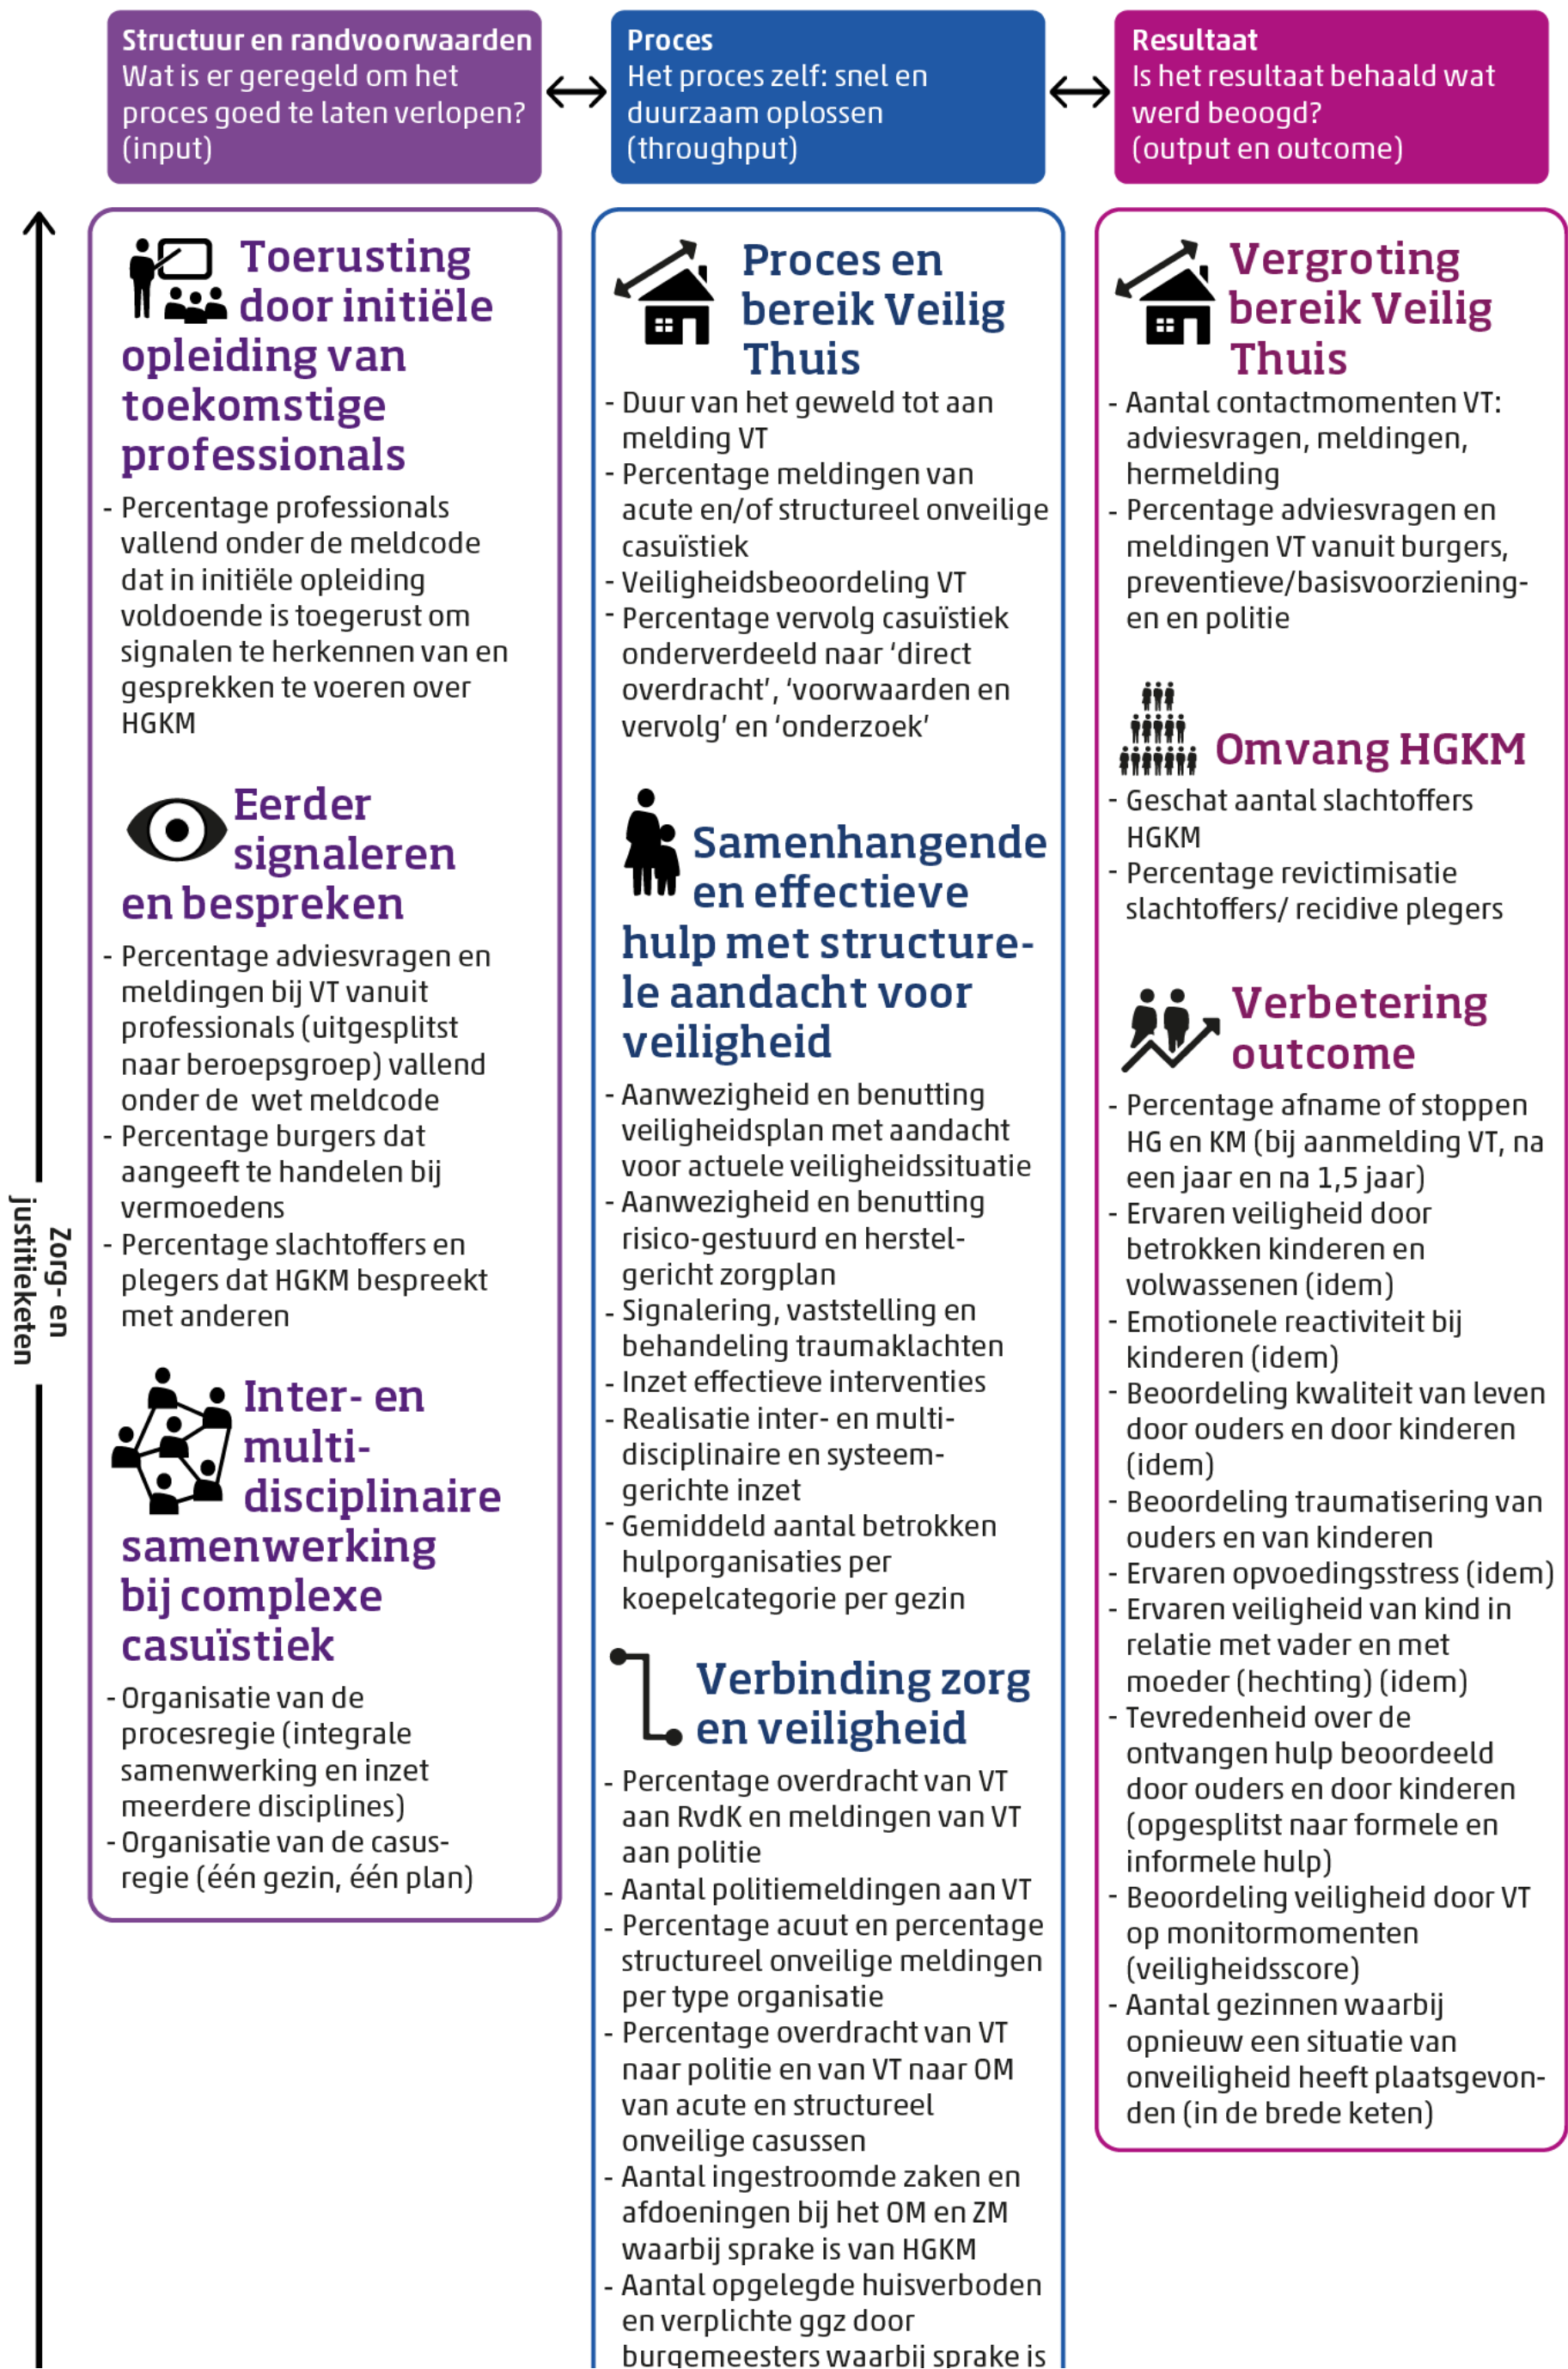 Structuur en randvoorwaarden
Wat is er geregeld om het
proces goed te laten verlopen?
(input)
Proces
Het proces zelf: snel en
duurzaam oplossen
(throughput)
Resultaat
Is het resultaat behaald wat
werd beoogd?
(output en outcome)
Zorg- en
justitieketen
Toerusting
door initiële
opleiding van
toekomstige
professionals
- Percentage professionals
vallend onder de meldcode
dat in initiële opleiding
voldoende is toegerust om
signalen te herkennen van en
gesprekken te voeren over
HGKM
Eerder
signaleren
en bespreken
- Percentage adviesvragen en
meldingen bij VT vanuit
professionals (uitgesplitst
naar beroepsgroep) vallend
onder de wet meldcode
- Percentage burgers dat
aangeeft te handelen bij
vermoedens
- Percentage slachtoffers en
plegers dat HGKM bespreekt
met anderen
Inter- en
multi-
disciplinaire
samenwerking
bij complexe
casuïstiek
- Organisatie van de
procesregie (integrale
samenwerking en inzet
meerdere disciplines)
- Organisatie van de casus-
regie (één gezin, één plan)
Proces en
bereik Veilig
Thuis
- Duur van het geweld tot aan
melding VT
- Percentage meldingen van
acute en/of structureel onveilige
casuïstiek
- Veiligheidsbeoordeling VT
- Percentage vervolg casuïstiek
onderverdeeld naar ‘direct
overdracht’, ‘voorwaarden en
vervolg’ en ‘onderzoek’
Samenhangende
en effectieve
hulp met structure-
le aandacht voor
veiligheid
- Aanwezigheid en benutting
veiligheidsplan met aandacht
voor actuele veiligheidssituatie
- Aanwezigheid en benutting
risico-gestuurd en herstel-
gericht zorgplan
- Signalering, vaststelling en
behandeling traumaklachten
- Inzet effectieve interventies
- Realisatie inter- en multi-
disciplinaire en systeem-
gerichte inzet
- Gemiddeld aantal betrokken
hulporganisaties per
koepelcategorie per gezin
Verbinding zorg
en veiligheid
- Percentage overdracht van VT
aan RvdK en meldingen van VT
aan politie
- Aantal politiemeldingen aan VT
- Percentage acuut en percentage
structureel onveilige meldingen
per type organisatie
- Percentage overdracht van VT
naar politie en van VT naar OM
van acute en structureel
onveilige casussen
- Aantal ingestroomde zaken en
afdoeningen bij het OM en ZM
waarbij sprake is van HGKM
- Aantal opgelegde huisverboden
en verplichte ggz door
burgemeesters waarbij sprake is
Vergroting
bereik Veilig
Thuis
- Aantal contactmomenten VT:
adviesvragen, meldingen,
hermelding
- Percentage adviesvragen en
meldingen VT vanuit burgers,
preventieve/basisvoorziening-
en en politie
Omvang HGKM
- Geschat aantal slachtoffers
HGKM
- Percentage revictimisatie
slachtoffers/ recidive plegers
Verbetering
outcome
- Percentage afname of stoppen
HG en KM (bij aanmelding VT, na
een jaar en na 1,5 jaar)
- Ervaren veiligheid door
betrokken kinderen en
volwassenen (idem)
- Emotionele reactiviteit bij
kinderen (idem)
- Beoordeling kwaliteit van leven
door ouders en door kinderen
(idem)
- Beoordeling traumatisering van
ouders en van kinderen
- Ervaren opvoedingsstress (idem)
- Ervaren veiligheid van kind in
relatie met vader en met
moeder (hechting) (idem)
- Tevredenheid over de
ontvangen hulp beoordeeld
door ouders en door kinderen
(opgesplitst naar formele en
informele hulp)
- Beoordeling veiligheid door VT
op monitormomenten
(veiligheidsscore)
- Aantal gezinnen waarbij
opnieuw een situatie van
onveiligheid heeft plaatsgevon-
den (in de brede keten)